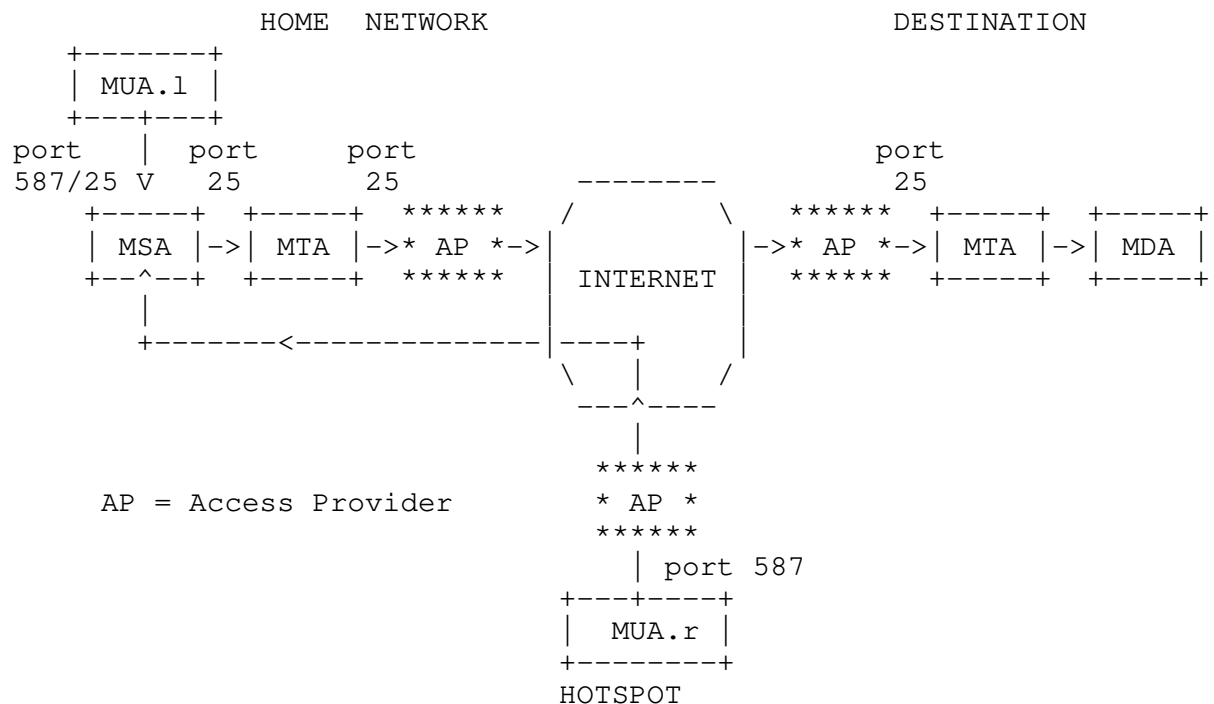 HOME NETWORK DESTINATION
MUA.l
port port port port
587/25 V 25 25 25
MSA MTA AP AP MTA MDA
INTERNET
AP = Access Provider AP
port 587
MUA.r
HOTSPOT